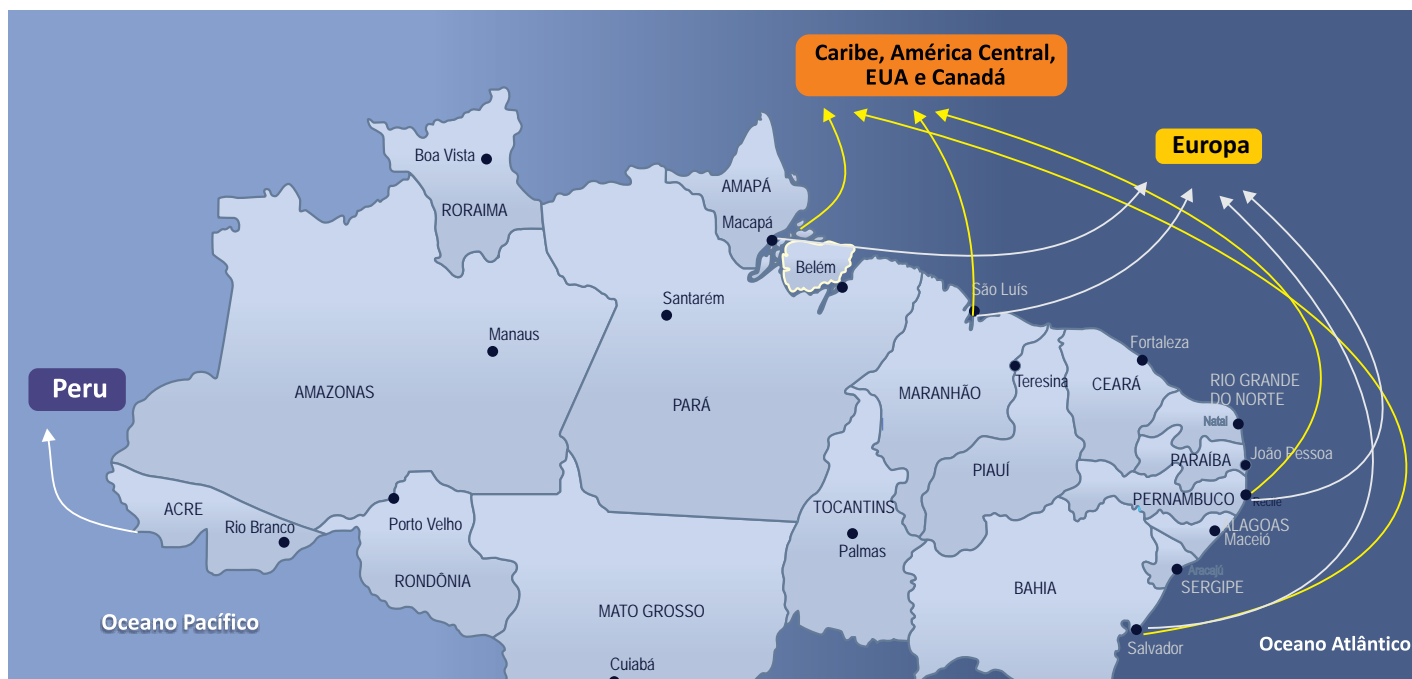 Caribe, América Central,
EUA e Canadá
Europa
Boa Vista
AMAPÁ
RORAIMA
Macapá
Belém
São Luís
Santarém
Manaus
Fortaleza
Peru
AMAZONAS
PARÁ
MARANHÃO
Teresina
CEARÁ
RIO GRANDE
DO NORTE
Natal
João Pessoa
PARAÍBA
PIAUÍ
PERNAMBUCO
Recife
ACRE
Rio Branco
Porto Velho
TOCANTINS
Palmas
ALAGOAS
Maceió
Aracajú
SERGIPE
RONDÔNIA
BAHIA
MATO GROSSO
Oceano Pacífico
Salvador
Oceano Atlântico
Cuiabá